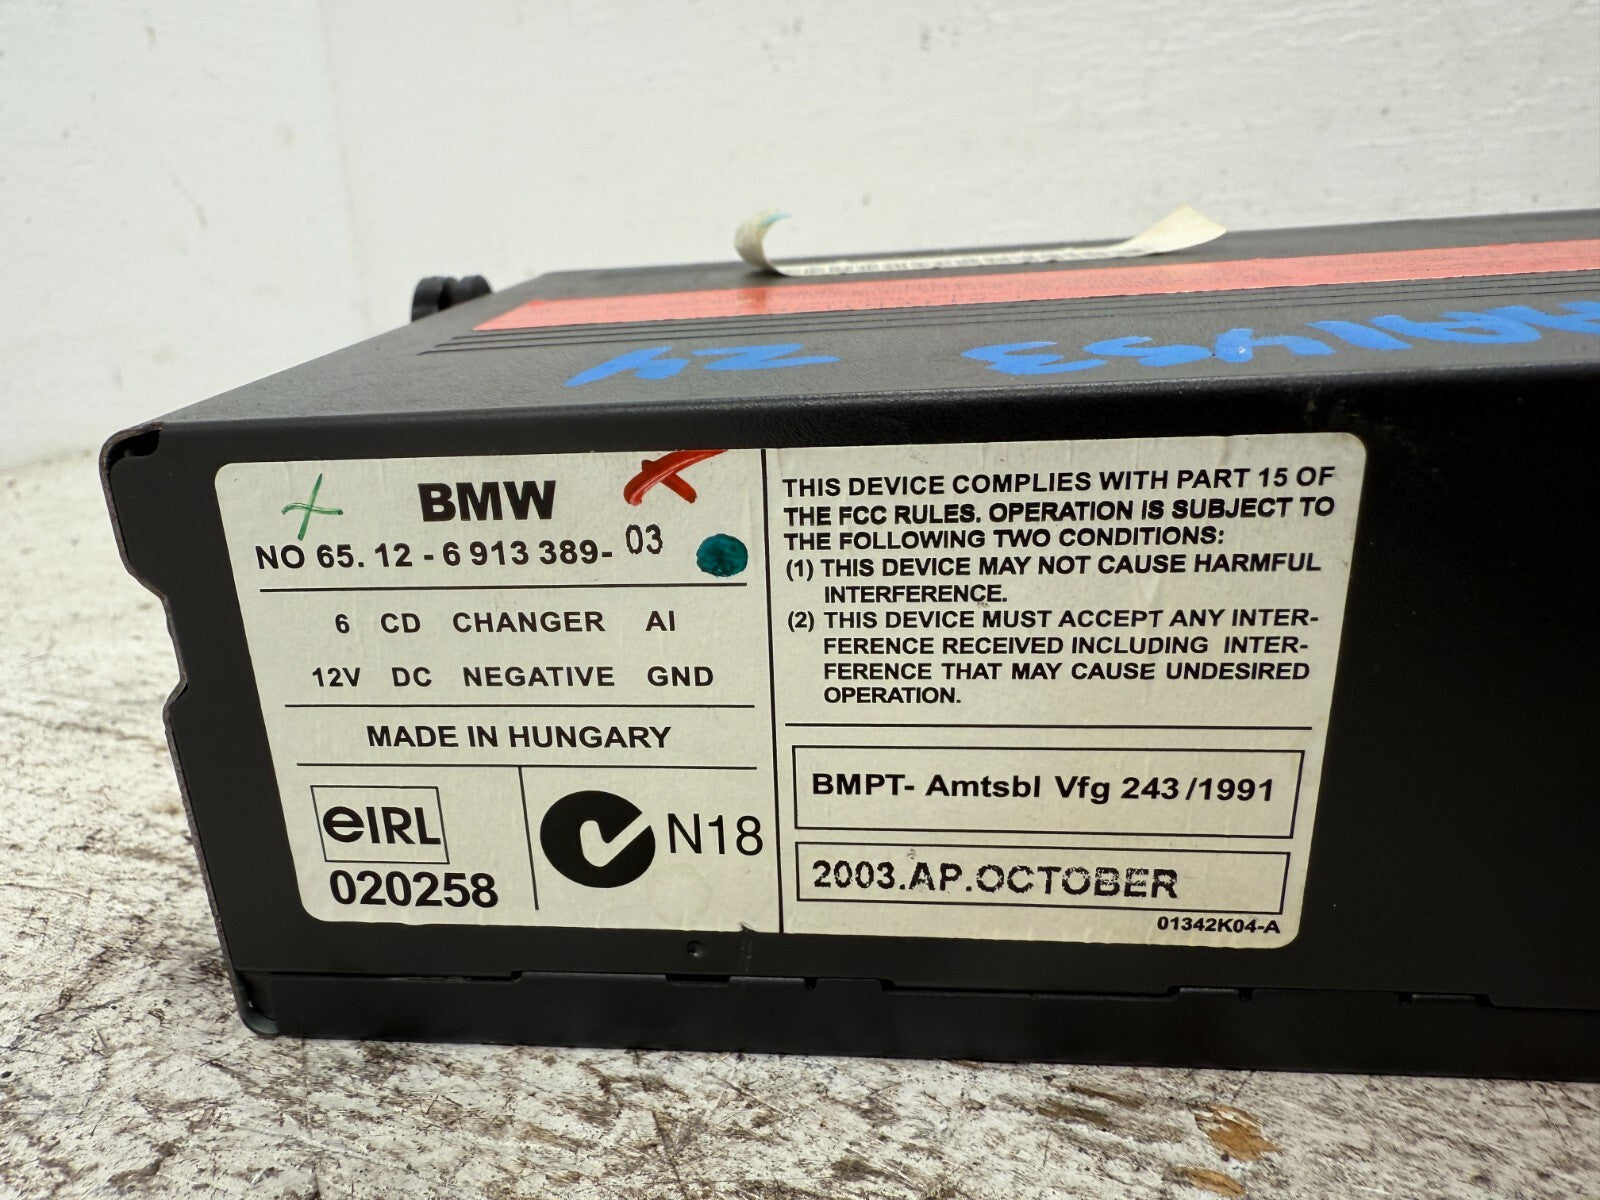 Z4
BMW
NO 65. 12 - 6 913 389- 03
6 CD CHANGER AI
12V DC NEGATIVE GND
MADE IN HUNGARY
eIRL
020258
N18
THIS DEVICE COMPLIES WITH PART 15 OF
THE FCC RULES. OPERATION IS SUBJECT TO
THE FOLLOWING TWO CONDITIONS:
(1) THIS DEVICE MAY NOT CAUSE HARMFUL
INTERFERENCE.
(2) THIS DEVICE MUST ACCEPT ANY INTER-
FERENCE RECEIVED INCLUDING INTER-
FERENCE THAT MAY CAUSE UNDESIRED
OPERATION.
BMPT- Amtsbl Vfg 243/1991
2003.AP.OCTOBER
01342K04-A